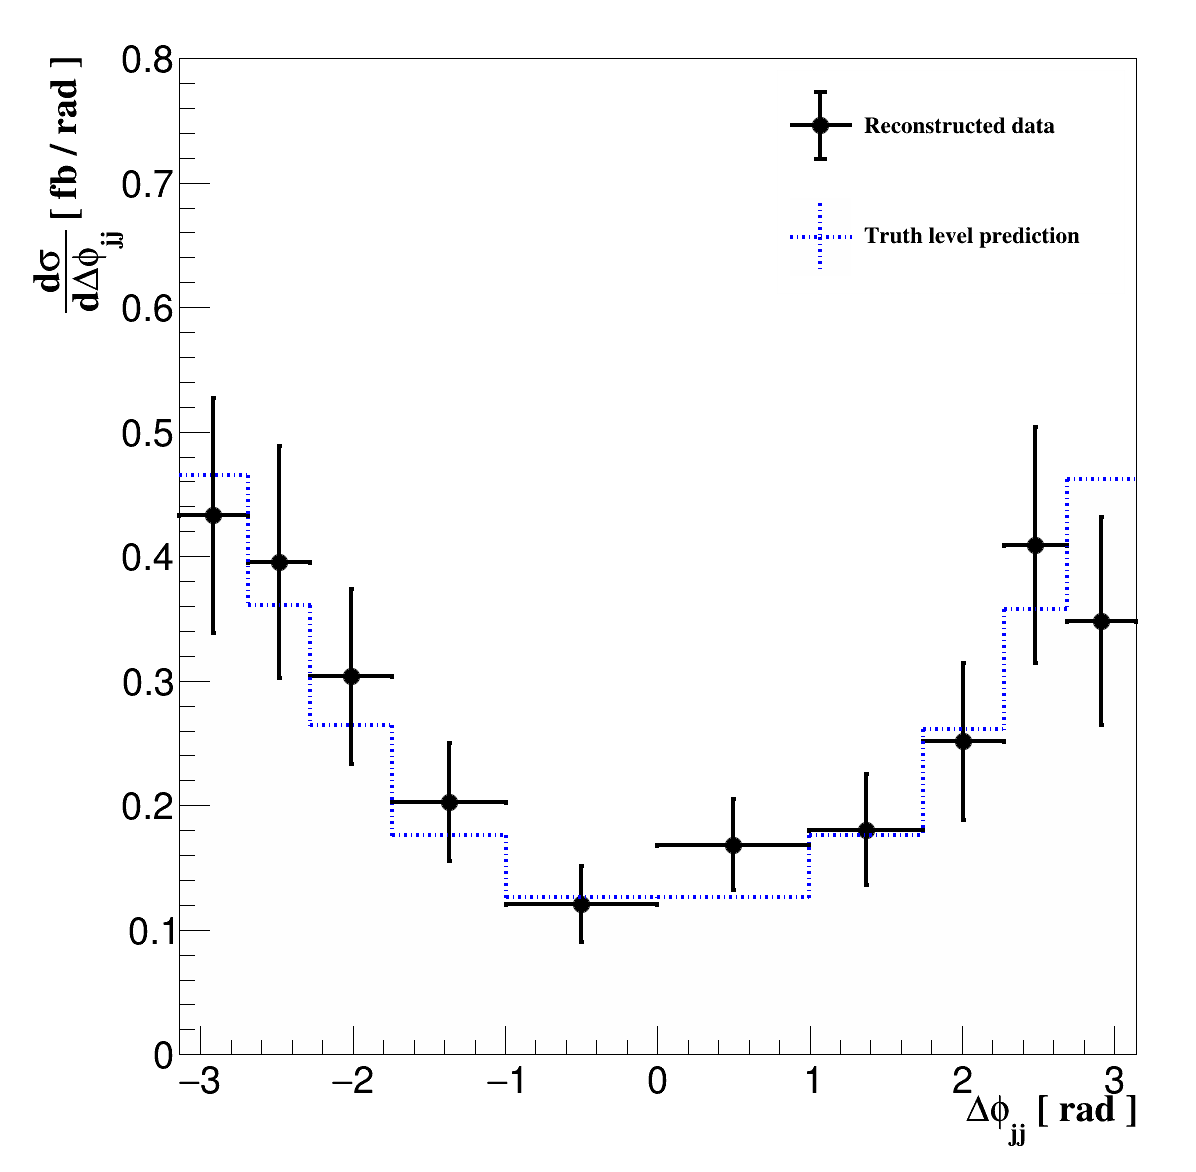 0.8
0.7
0.6
0.5
0.4
0.3
0.2
0.1
0
dσ
dΔϕjj
[ fb / rad ]
Reconstructed data
Truth level prediction
−3 −2 −1 0 1 2 3
Δϕjj [ rad ]